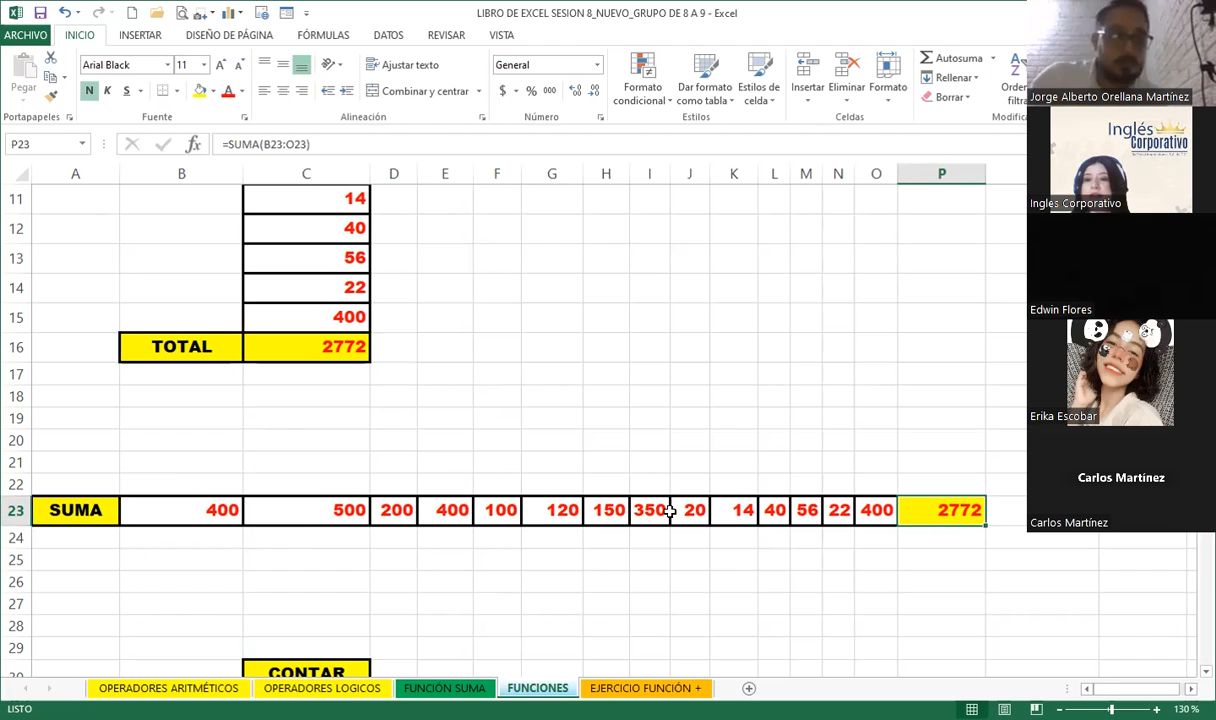 LIBRO DE EXCEL SESION 8_NUEVO_GRUPO DE 8 A 9 - Excel
ARCHIVO INICIO INSERTAR DISEÑO DE PÁGINA FÓRMULAS DATOS REVISAR VISTA
Pegar
Arial Black 11
N K S
Ajustar texto
Combinar y centrar
General
$ % 000
Formato condicional
Dar formato como tabla
Estilos de celda
Insertar Eliminar Formato
Autosuma
Rellenar
Borrar
Portapapeles Fuente Alineación Número Estilos Celdas
P23 fx =SUMA(B23:O23)
A B C D E F G H I J K L M N O P
11 14
12 40
13 56
14 22
15 400
16 TOTAL 2772
17
18
19
20
21
22
23 SUMA 400 500 200 400 100 120 150 350 20 14 40 56 22 400 2772
24
25
26
27
28
29
CONTAR
OPERADORES ARITMÉTICOS OPERADORES LOGICOS FUNCIÓN SUMA FUNCIONES EJERCICIO FUNCIÓN +
LISTO 130 %
Jorge Alberto Orellana Martínez
Inglés Corporativo
Ingles Corporativo
Edwin Flores
Erika Escobar
Carlos Martínez
Carlos Martínez